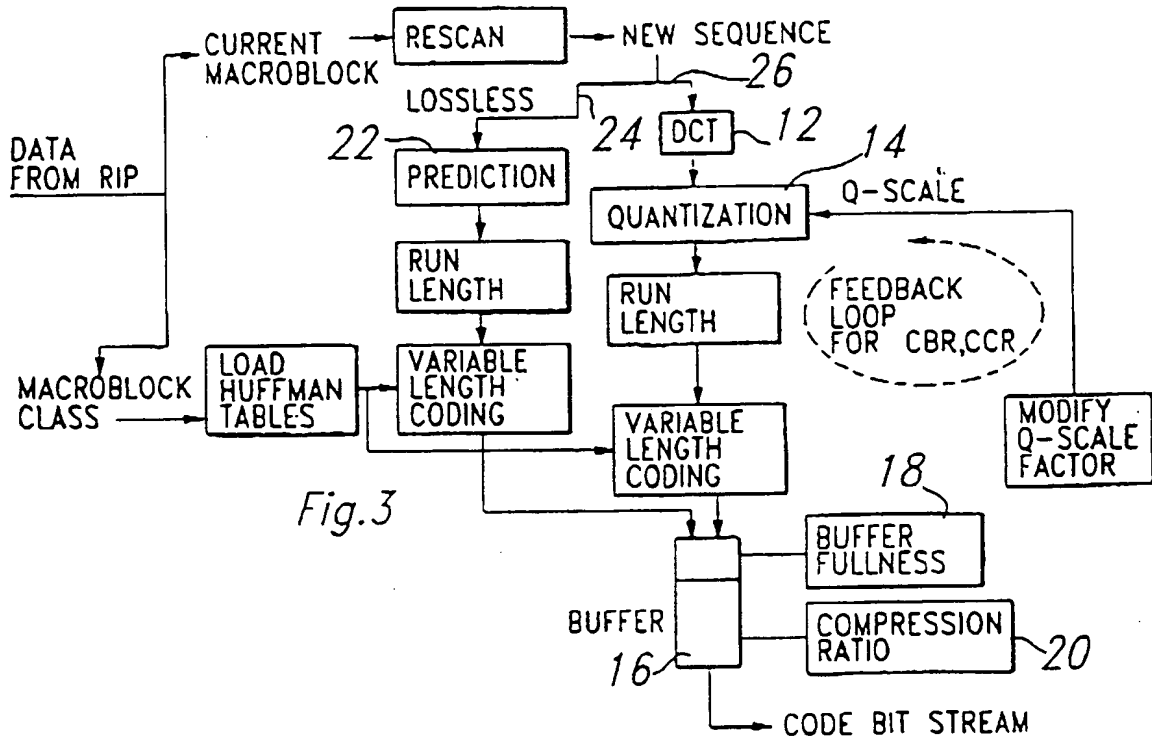 RESCAN
NEW SEQUENCE
CURRENT
MACROBLOCK
26
LOSSLESS
24
DCT
12
DATA
FROM RIP
22
PREDICTION
14
QUANTIZATION
Q-SCALE
RUN
LENGTH
RUN
LENGTH
FEEDBACK
LOOP
FOR CBR,CCR
MACROBLOCK
CLASS
LOAD
HUFFMAN
TABLES
VARIABLE
LENGTH
CODING
VARIABLE
LENGTH
CODING
MODIFY
Q-SCALE
FACTOR
Fig.3
18
BUFFER
FULLNESS
BUFFER
16
COMPRESSION
RATIO
20
CODE BIT STREAM